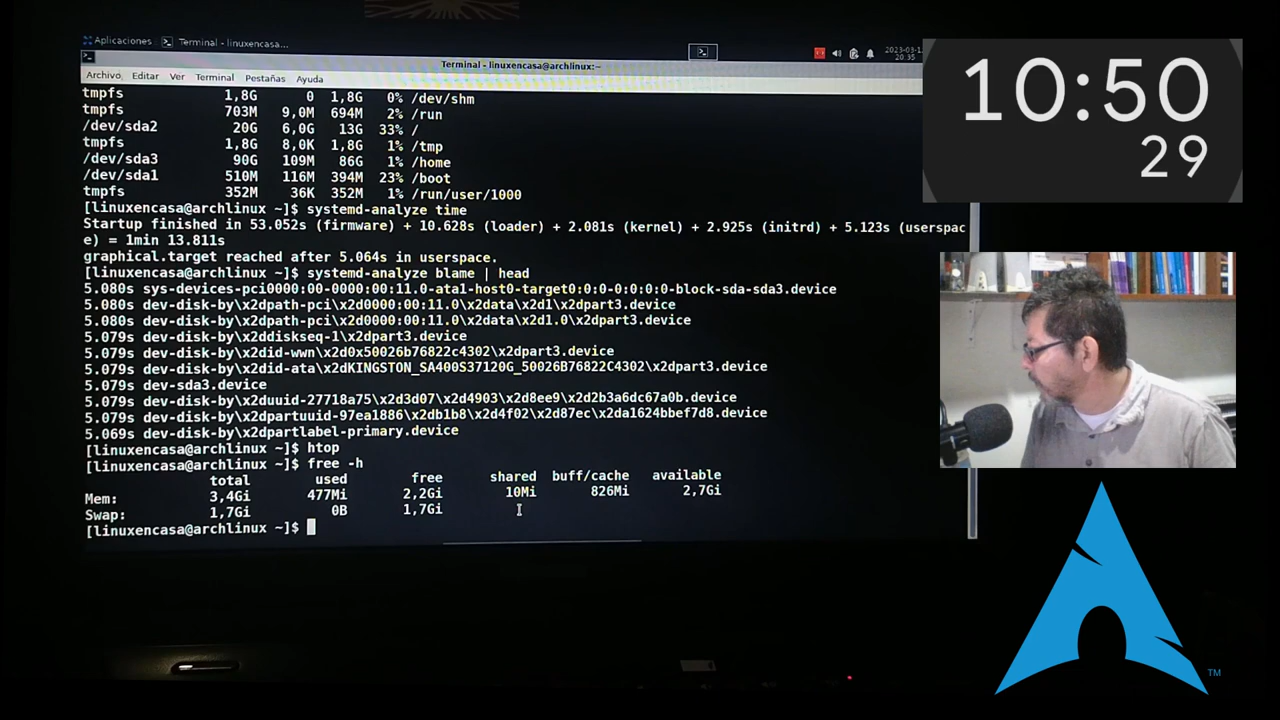 Aplicaciones
Terminal - linuxencasa...
2023-03-1
20:35
Terminal - linuxencasa@archlinux:~
Archivo Editar Ver Terminal Pestañas Ayuda
tmpfs 1,8G 0 1,8G 0% /dev/shm
tmpfs 703M 9,0M 694M 2% /run
/dev/sda2 20G 6,0G 13G 33% /
tmpfs 1,8G 8,0K 1,8G 1% /tmp
/dev/sda3 90G 109M 86G 1% /home
/dev/sda1 510M 116M 394M 23% /boot
tmpfs 352M 36K 352M 1% /run/user/1000
[linuxencasa@archlinux ~]$ systemd-analyze time
Startup finished in 53.052s (firmware) + 10.628s (loader) + 2.081s (kernel) + 2.925s (initrd) + 5.123s (userspac
e) = 1min 13.811s
graphical.target reached after 5.064s in userspace.
[linuxencasa@archlinux ~]$ systemd-analyze blame | head
5.080s sys-devices-pci0000:00-0000:00:11.0-ata1-host0-target0:0:0-0:0:0:0-block-sda-sda3.device
5.080s dev-disk-by\x2dpath-pci\x2d0000:00:11.0\x2data\x2d1\x2dpart3.device
5.080s dev-disk-by\x2dpath-pci\x2d0000:00:11.0\x2data\x2d1.0\x2dpart3.device
5.079s dev-disk-by\x2ddiskseq-1\x2dpart3.device
5.079s dev-disk-by\x2did-wwn\x2d0x50026b76822c4302\x2dpart3.device
5.079s dev-disk-by\x2did-ata\x2dKINGSTON_SA400S37120G_50026B76822C4302\x2dpart3.device
5.079s dev-sda3.device
5.079s dev-disk-by\x2duuid-27718a75\x2d3d07\x2d4903\x2d8ee9\x2d2b3a6dc67a0b.device
5.079s dev-disk-by\x2dpartuuid-97ea1886\x2db1b8\x2d4f02\x2d87ec\x2da1624bbef7d8.device
5.069s dev-disk-by\x2dpartlabel-primary.device
[linuxencasa@archlinux ~]$ htop
[linuxencasa@archlinux ~]$ free -h
total used free shared buff/cache available
Mem: 3,4Gi 477Mi 2,2Gi 10Mi 826Mi 2,7Gi
Swap: 1,7Gi 0B 1,7Gi
[linuxencasa@archlinux ~]$
10:50
29
TM